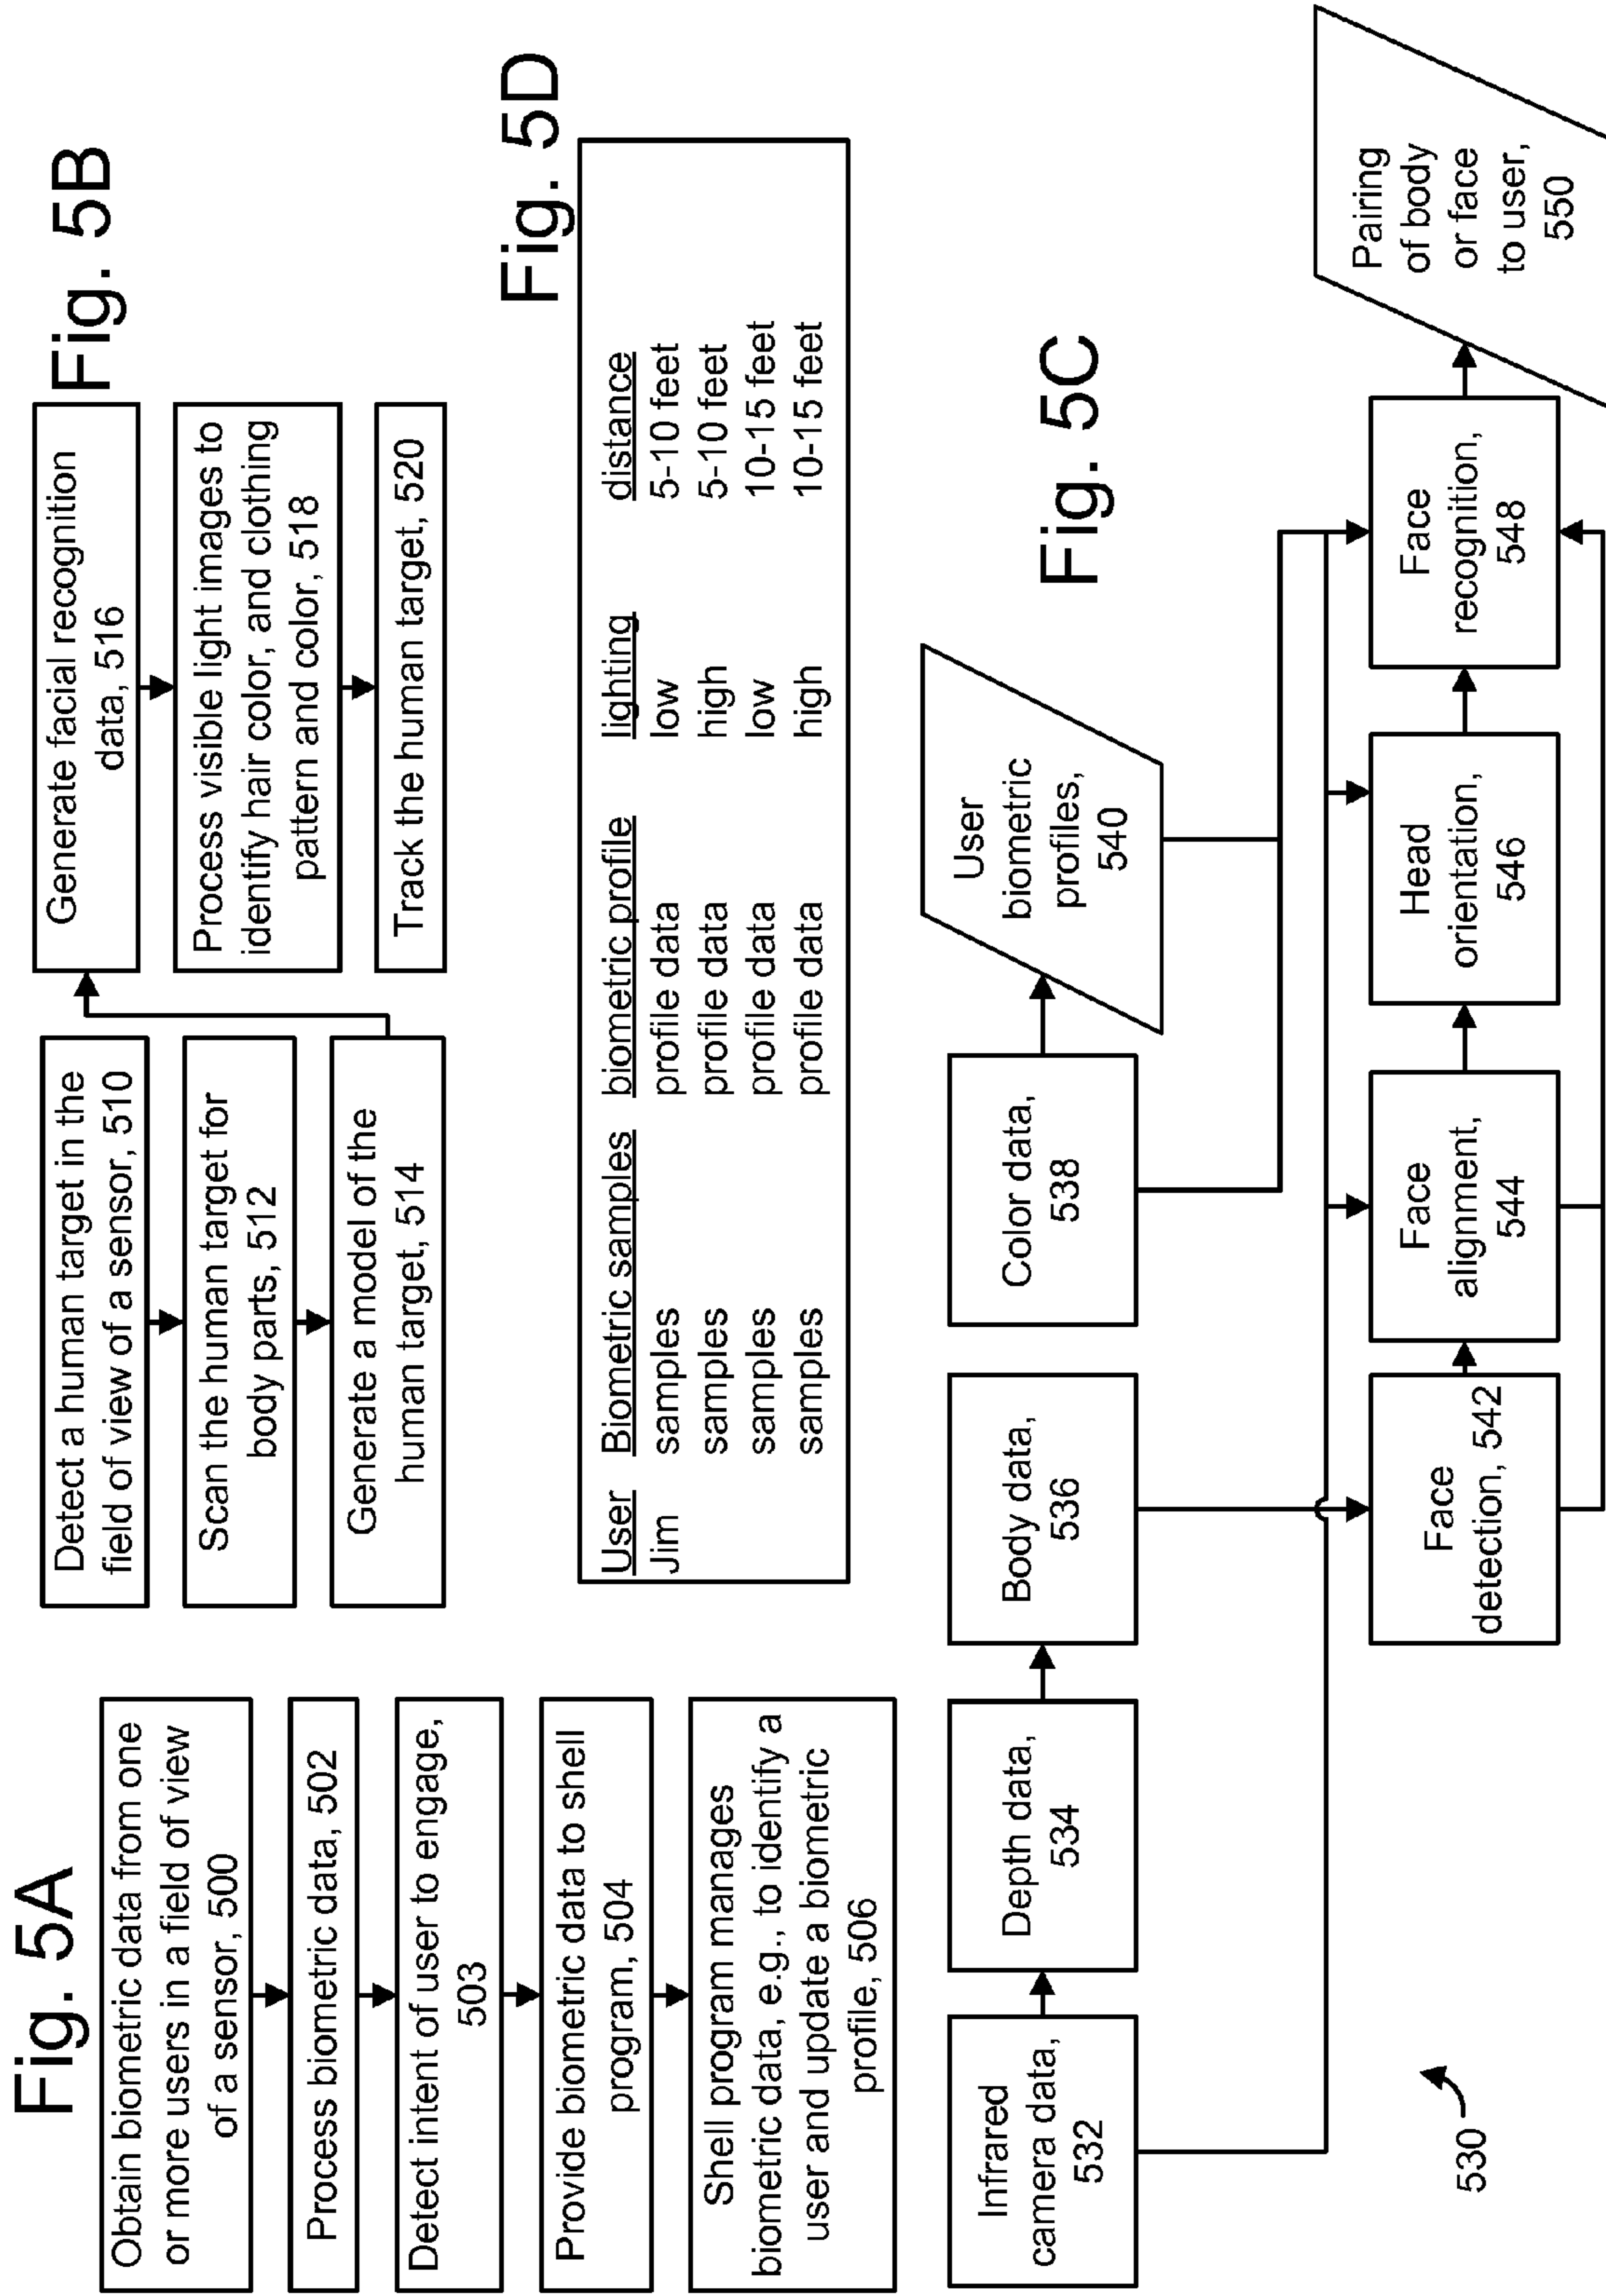 Fig. 5A
Obtain biometric data from one
or more users in a field of view
of a sensor, 500
Process biometric data, 502
Detect intent of user to engage,
503
Provide biometric data to shell
program, 504
Shell program manages
biometric data, e.g., to identify a
user and update a biometric
profile, 506
Fig. 5B
Detect a human target in the
field of view of a sensor, 510
Scan the human target for
body parts, 512
Generate a model of the
human target, 514
Generate facial recognition
data, 516
Process visible light images to
identify hair color, and clothing
pattern and color, 518
Track the human target, 520
Fig. 5D
User Biometric samples biometric profile lighting distance
Jim samples profile data low 5-10 feet
samples profile data high 5-10 feet
samples profile data low 10-15 feet
samples profile data high 10-15 feet
Fig. 5C
Infrared
camera data,
532
Depth data,
534
Body data,
536
Color data,
538
User
biometric
profiles,
540
Face
detection, 542
Face
alignment,
544
Head
orientation,
546
Face
recognition,
548
Pairing
of body
or face
to user,
550
530